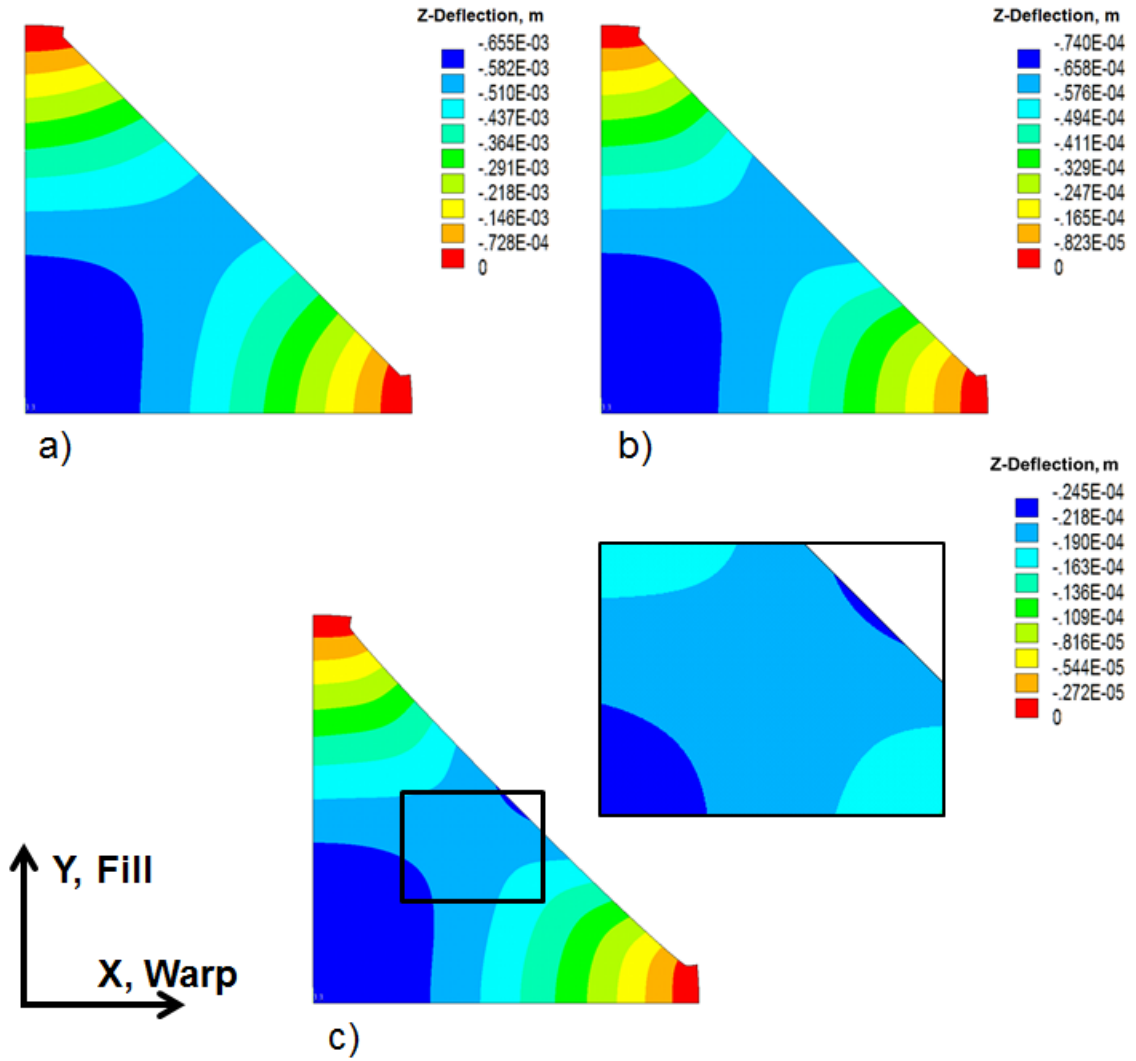 Z-Deflection, m
-.655E-03
-.582E-03
-.510E-03
-.437E-03
-.364E-03
-.291E-03
-.218E-03
-.146E-03
-.728E-04
0
a)
Z-Deflection, m
-.740E-04
-.658E-04
-.576E-04
-.494E-04
-.411E-04
-.329E-04
-.247E-04
-.165E-04
-.823E-05
0
b)
Z-Deflection, m
-.245E-04
-.218E-04
-.190E-04
-.163E-04
-.136E-04
-.109E-04
-.816E-05
-.544E-05
-.272E-05
0
Y, Fill
X, Warp
c)